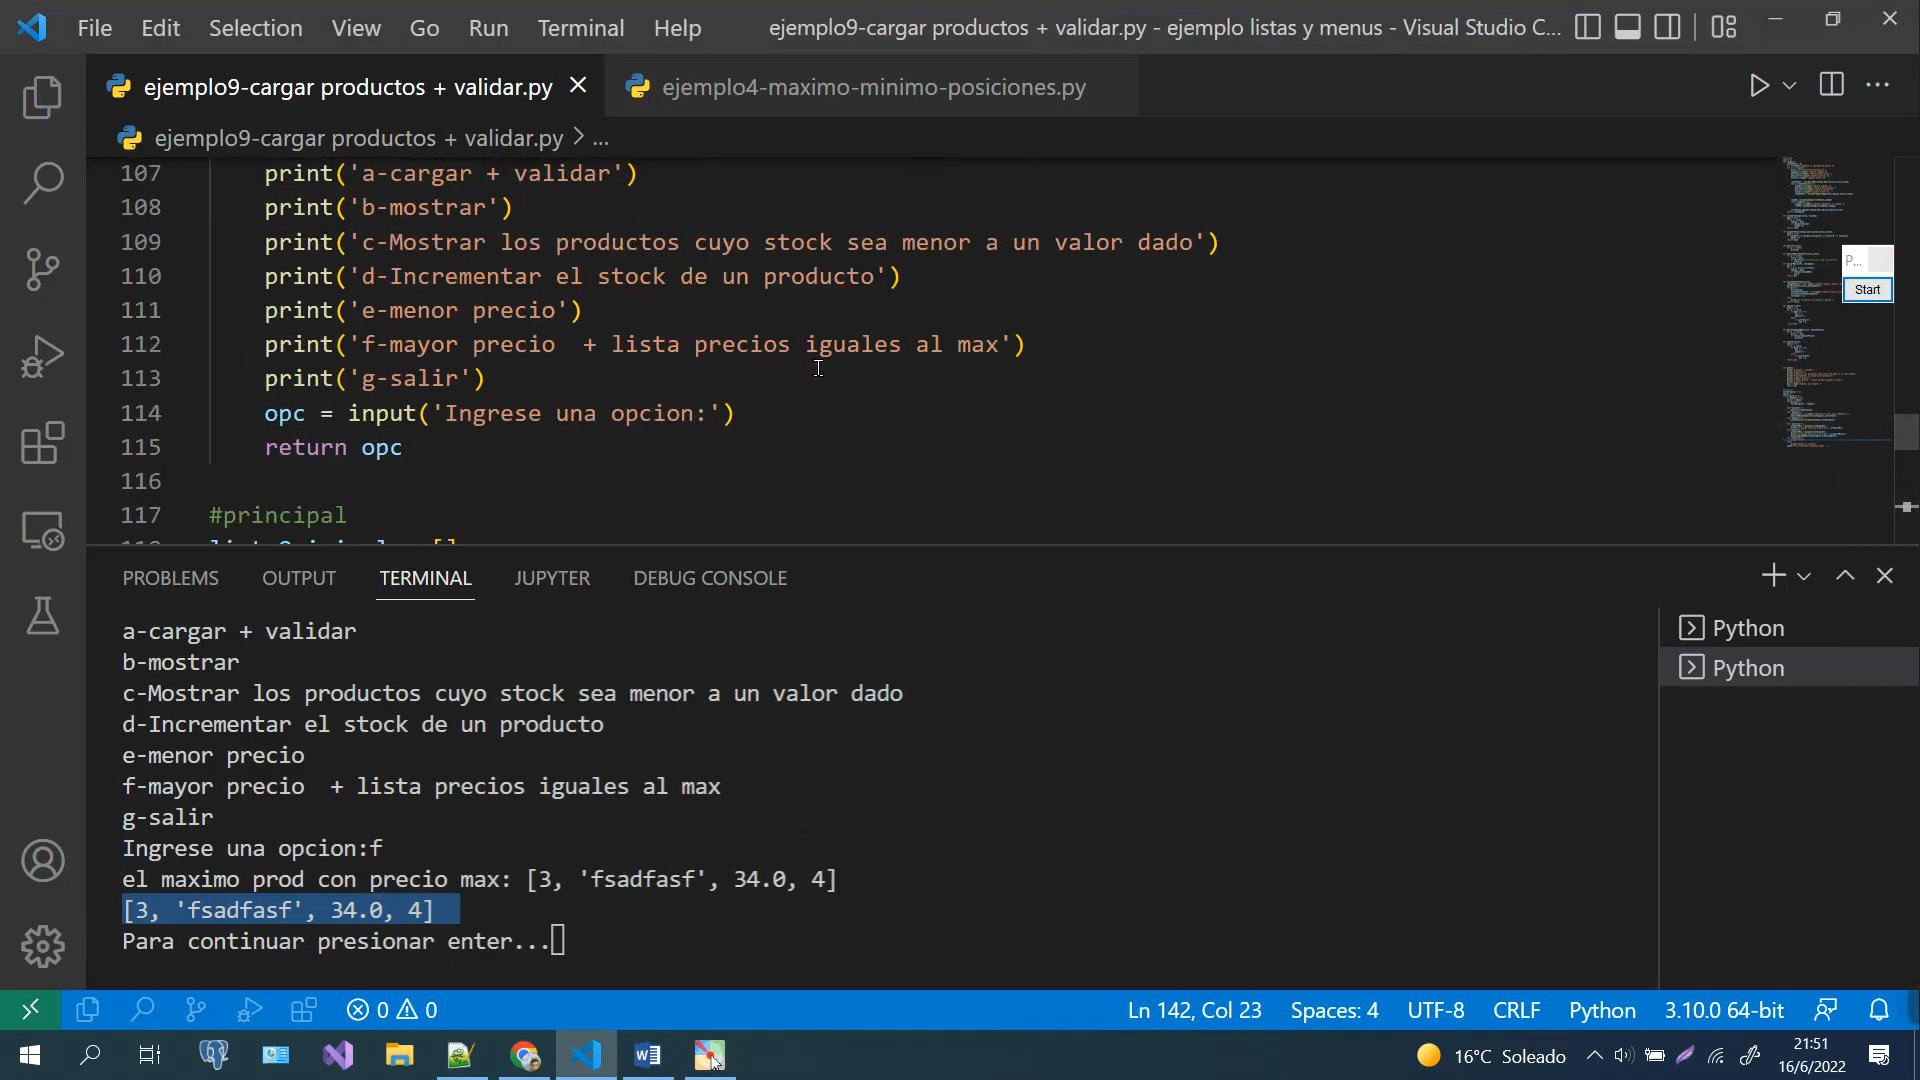 File Edit Selection View Go Run Terminal Help ejemplo9-cargar productos + validar.py - ejemplo listas y menus - Visual Studio C...
ejemplo9-cargar productos + validar.py
ejemplo4-maximo-minimo-posiciones.py
ejemplo9-cargar productos + validar.py > ...
107 print('a-cargar + validar')
108 print('b-mostrar')
109 print('c-Mostrar los productos cuyo stock sea menor a un valor dado')
110 print('d-Incrementar el stock de un producto')
111 print('e-menor precio')
112 print('f-mayor precio  + lista precios iguales al max')
113 print('g-salir')
114 opc = input('Ingrese una opcion:')
115 return opc
116
117 #principal
P...
Start
PROBLEMS OUTPUT TERMINAL JUPYTER DEBUG CONSOLE
a-cargar + validar
b-mostrar
c-Mostrar los productos cuyo stock sea menor a un valor dado
d-Incrementar el stock de un producto
e-menor precio
f-mayor precio  + lista precios iguales al max
g-salir
Ingrese una opcion:f
el maximo prod con precio max: [3, 'fsadfasf', 34.0, 4]
[3, 'fsadfasf', 34.0, 4]
Para continuar presionar enter...
Python
Python
0 0 Ln 142, Col 23 Spaces: 4 UTF-8 CRLF Python 3.10.0 64-bit
16°C Soleado
21:51
16/6/2022